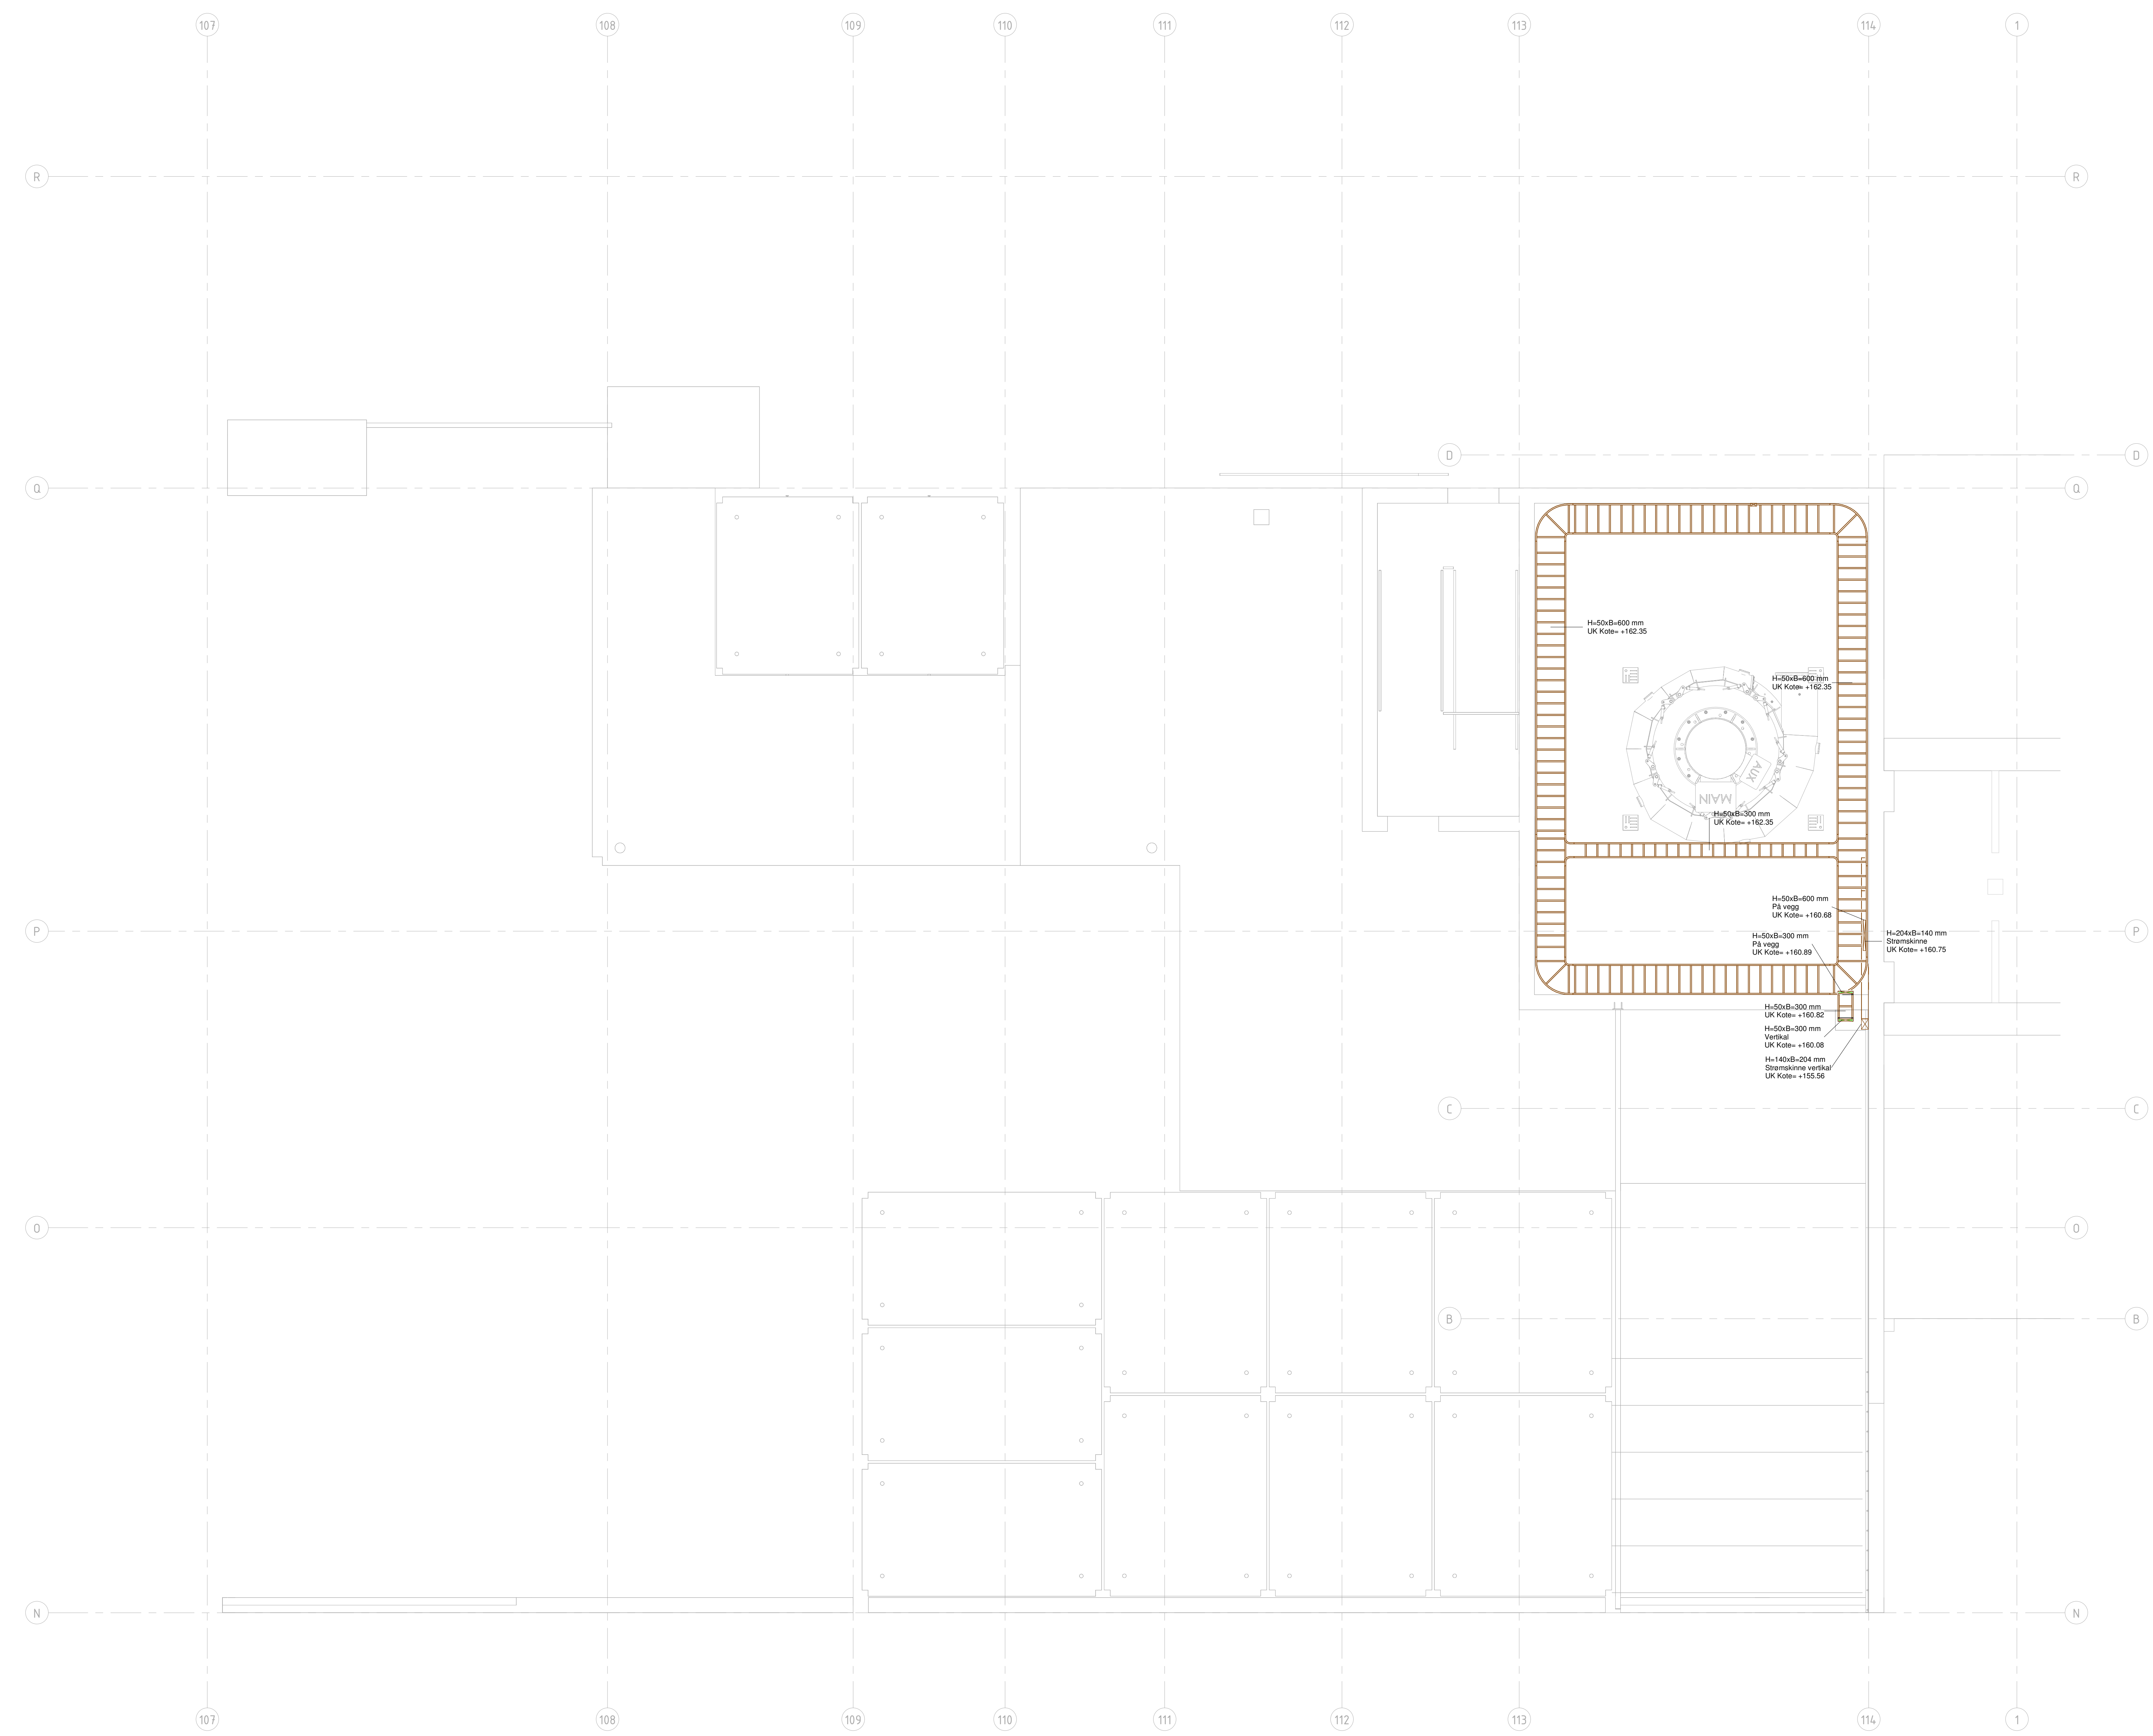 107 108 109 110 111 112 113 114 1
R R
D D
Q Q
H=50xB=600 mm
UK Kote= +162.35
H=50xB=600 mm
UK Kote= +162.35
AUX
MAIN
H=50xB=300 mm
UK Kote= +162.35
H=50xB=600 mm
På vegg
UK Kote= +160.68
P P
H=204xB=140 mm
Strømskinne
UK Kote= +160.75
H=50xB=300 mm
På vegg
UK Kote= +160.89
H=50xB=300 mm
UK Kote= +160.82
H=50xB=300 mm
Vertikal
UK Kote= +160.08
H=140xB=204 mm
Strømskinne vertikal
UK Kote= +155.56
C C
O O
B B
N N
107 108 109 110 111 112 113 114 1